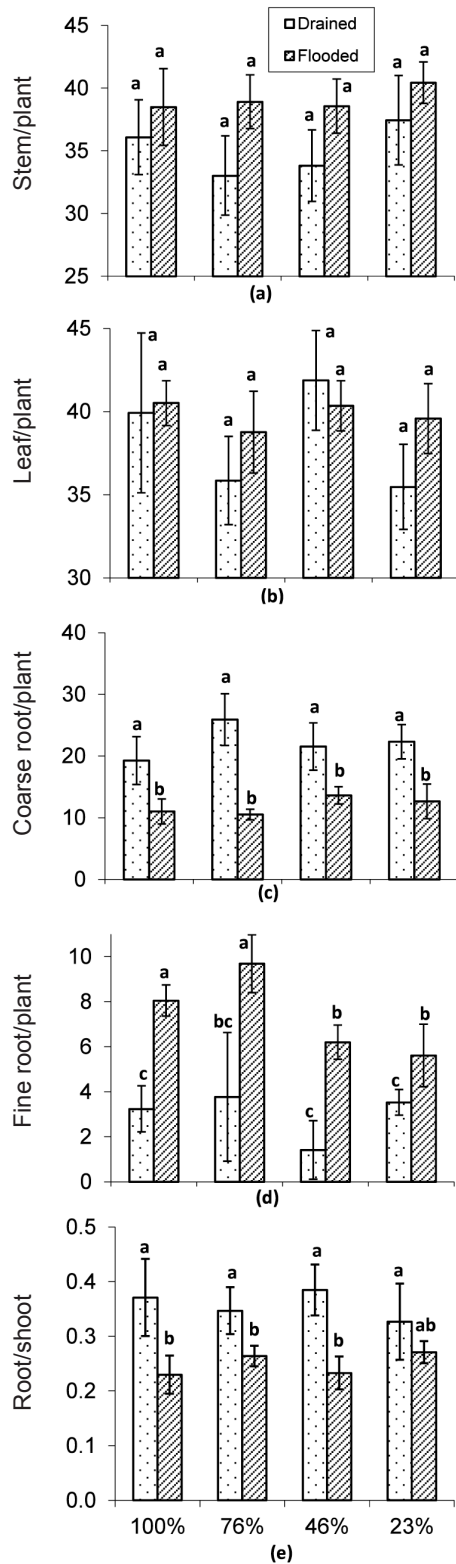 Drained
Flooded
Stem/plant
45
40
35
30
25
a a a a a a a a
(a)
Leaf/plant
45
40
35
30
a a a a a a a a
(b)
Coarse root/plant
40
30
20
10
0
a b a b a b a b
(c)
Fine root/plant
10
8
6
4
2
0
c a bc a c b c b
(d)
Root/shoot
0.5
0.4
0.3
0.2
0.1
0.0
a b a b a b a ab
100% 76% 46% 23%
(e)